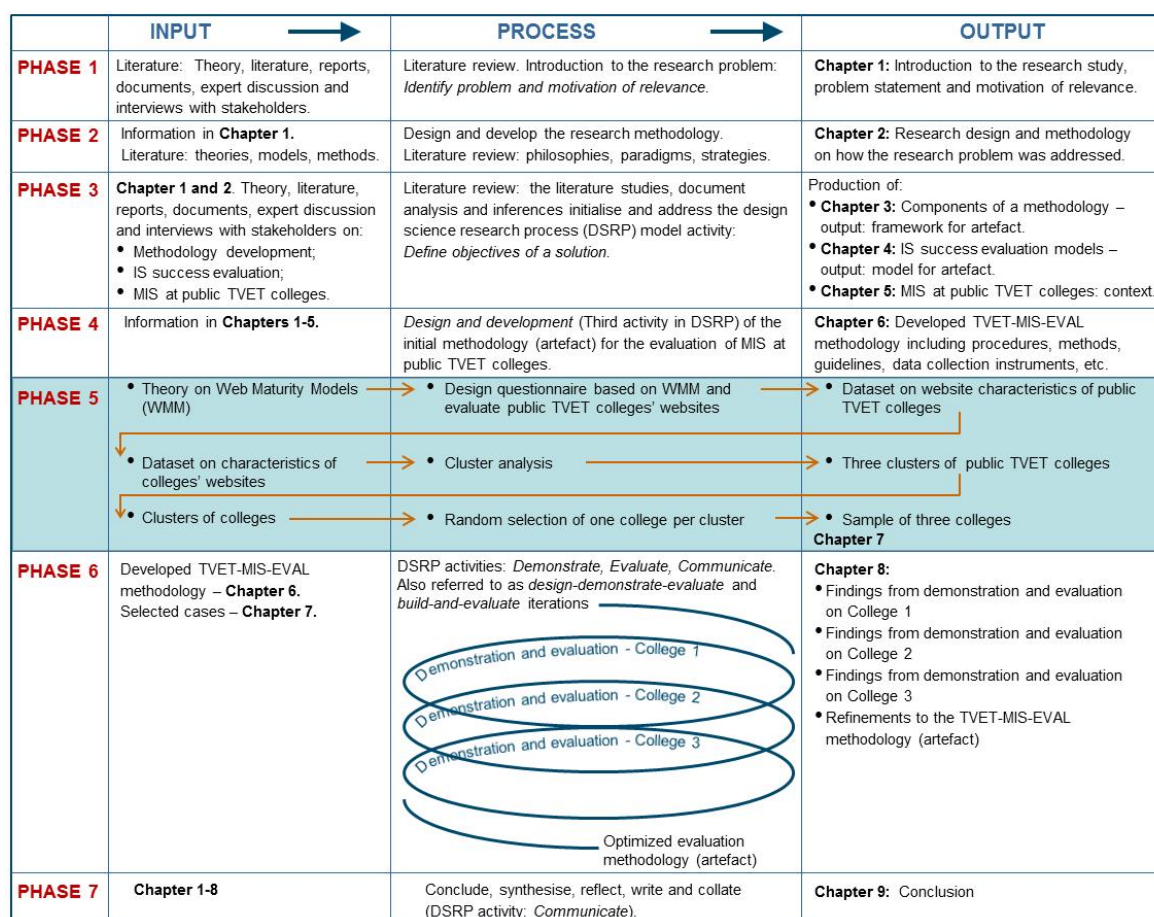 INPUT
PROCESS
OUTPUT
PHASE 1
Literature: Theory, literature, reports,
documents, expert discussion and
interviews with stakeholders.
Literature review. Introduction to the research problem:
Identify problem and motivation of relevance.
Chapter 1: Introduction to the research study,
problem statement and motivation of relevance.
PHASE 2
Information in Chapter 1.
Literature: theories, models, methods.
Design and develop the research methodology.
Literature review: philosophies, paradigms, strategies.
Chapter 2: Research design and methodology
on how the research problem was addressed.
PHASE 3
Chapter 1 and 2. Theory, literature,
reports, documents, expert discussion
and interviews with stakeholders on:
• Methodology development;
• IS success evaluation;
• MIS at public TVET colleges.
Literature review: the literature studies, document
analysis and inferences initialise and address the design
science research process (DSRP) model activity:
Define objectives of a solution.
Production of:
• Chapter 3: Components of a methodology –
output: framework for artefact.
• Chapter 4: IS success evaluation models –
output: model for artefact.
• Chapter 5: MIS at public TVET colleges: context.
PHASE 4
Information in Chapters 1-5.
Design and development (Third activity in DSRP) of the
initial methodology (artefact) for the evaluation of MIS at
public TVET colleges.
Chapter 6: Developed TVET-MIS-EVAL
methodology including procedures, methods,
guidelines, data collection instruments, etc.
PHASE 5
• Theory on Web Maturity Models
(WMM)
• Design questionnaire based on WMM and
evaluate public TVET colleges' websites
• Dataset on website characteristics of public
TVET colleges
• Dataset on characteristics of
colleges' websites
• Cluster analysis
• Three clusters of public TVET colleges
• Clusters of colleges
• Random selection of one college per cluster
• Sample of three colleges
Chapter 7
PHASE 6
Developed TVET-MIS-EVAL
methodology – Chapter 6.
Selected cases – Chapter 7.
DSRP activities: Demonstrate, Evaluate, Communicate.
Also referred to as design-demonstrate-evaluate and
build-and-evaluate iterations
Demonstration and evaluation - College 1
Demonstration and evaluation - College 2
Demonstration and evaluation - College 3
Optimized evaluation
methodology (artefact)
Chapter 8:
• Findings from demonstration and evaluation
on College 1
• Findings from demonstration and evaluation
on College 2
• Findings from demonstration and evaluation
on College 3
• Refinements to the TVET-MIS-EVAL
methodology (artefact)
PHASE 7
Chapter 1-8
Conclude, synthesise, reflect, write and collate
(DSRP activity: Communicate).
Chapter 9: Conclusion